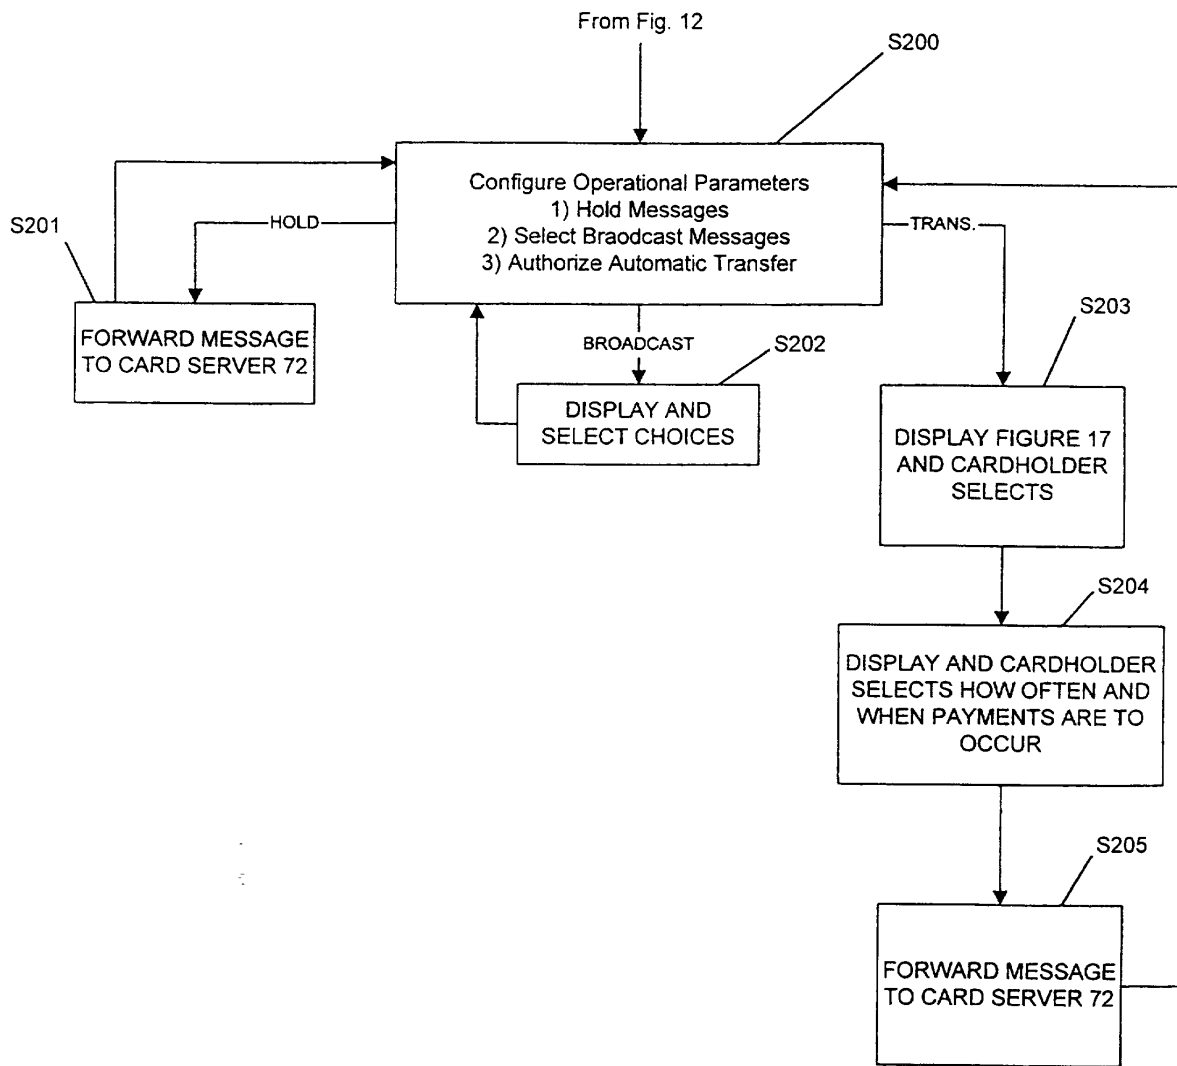 From Fig. 12
S200
Configure Operational Parameters
1) Hold Messages
2) Select Braodcast Messages
3) Authorize Automatic Transfer
S201
HOLD
TRANS.
FORWARD MESSAGE
TO CARD SERVER 72
BROADCAST
S202
DISPLAY AND
SELECT CHOICES
S203
DISPLAY FIGURE 17
AND CARDHOLDER
SELECTS
S204
DISPLAY AND CARDHOLDER
SELECTS HOW OFTEN AND
WHEN PAYMENTS ARE TO
OCCUR
S205
FORWARD MESSAGE
TO CARD SERVER 72